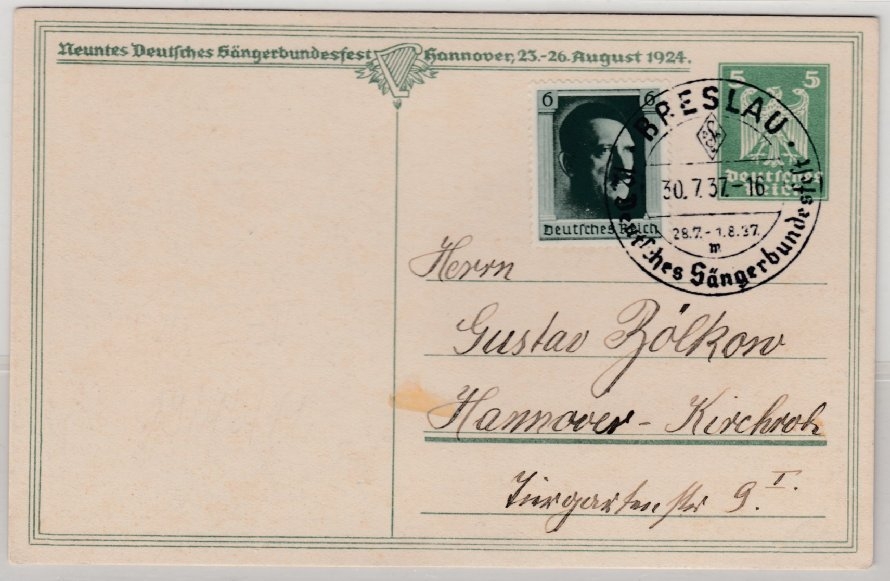 Neuntes Deutsches Sängerbundesfest Hannover, 23.-26. August 1924.
5 5
Deutsches
Reich
6 6
Deutsches Reich
BRESLAU
30.7.37.-16
28.7.-1.8.37.
m
Deutsches Sängerbundesfest
Herrn
Gustav Zölkow
Hannover - Kirchrode
Tiergartenstr 9. I.